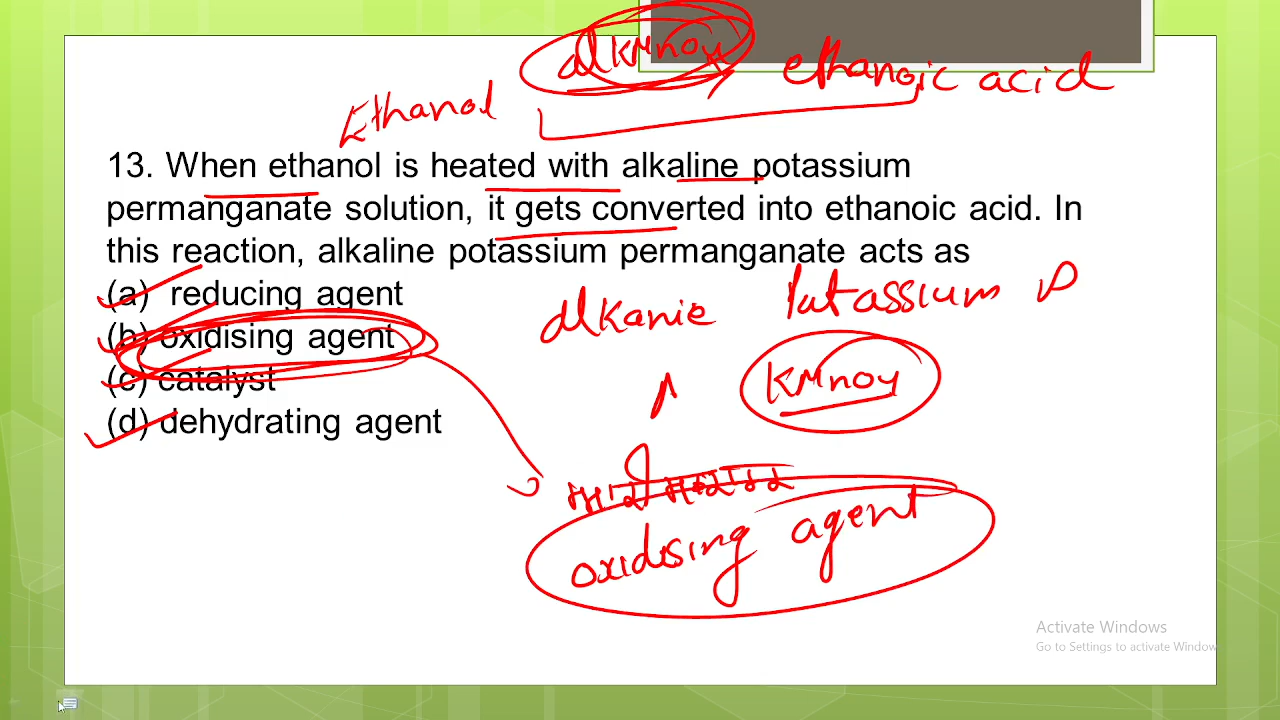 alkMnoy ethanoic acid
Ethanol
13. When ethanol is heated with alkaline potassium
permanganate solution, it gets converted into ethanoic acid. In
this reaction, alkaline potassium permanganate acts as
(a) reducing agent
(b) oxidising agent
(c) catalyst
(d) dehydrating agent
alkanie Potassium P
KMnoy
oxidising agent
Activate Windows
Go to Settings to activate Windows